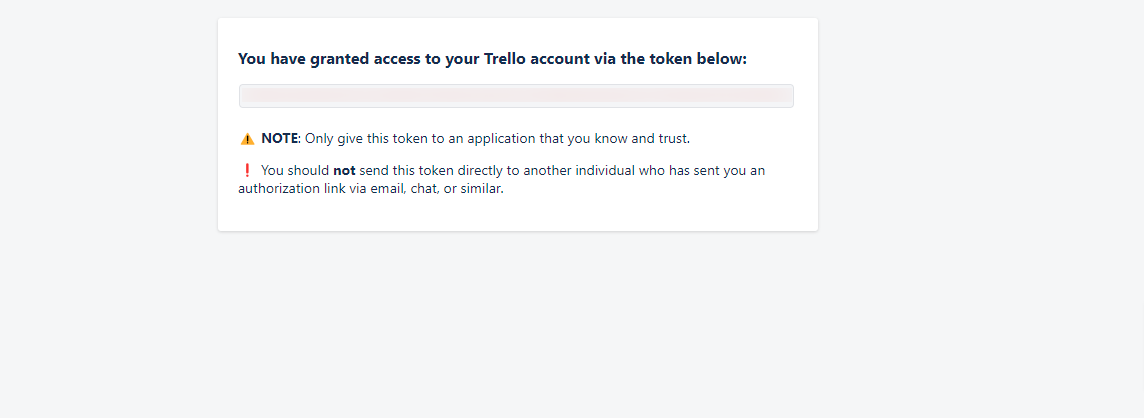 You have granted access to your Trello account via the token below:
⚠️ NOTE: Only give this token to an application that you know and trust.
❗ You should not send this token directly to another individual who has sent you an
authorization link via email, chat, or similar.